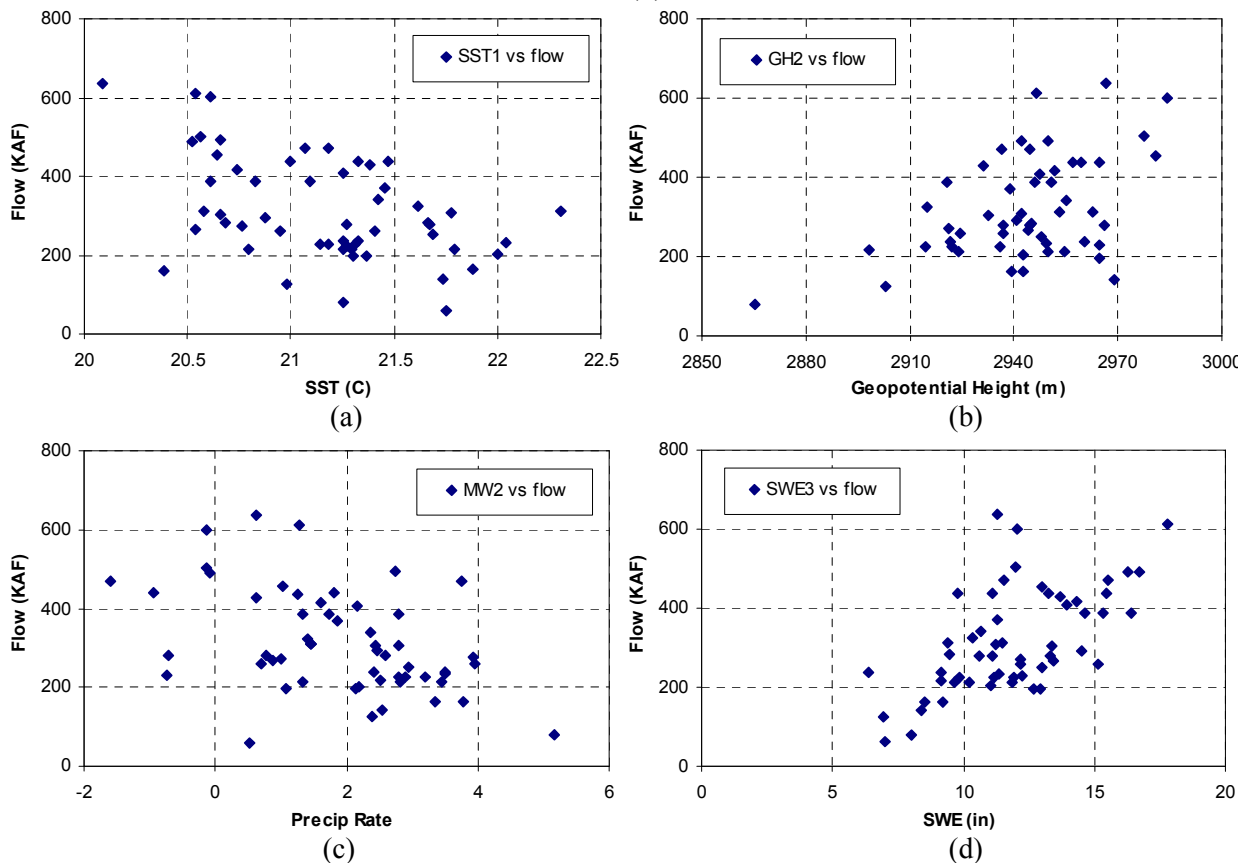 800
600
400
200
0
Flow (KAF)
SST1 vs flow
20 20.5 21 21.5 22 22.5
SST (C)
(a)
800
600
400
200
0
Flow (KAF)
GH2 vs flow
2850 2880 2910 2940 2970 3000
Geopotential Height (m)
(b)
800
600
400
200
0
Flow (KAF)
MW2 vs flow
-2 0 2 4 6
Precip Rate
(c)
800
600
400
200
0
Flow (KAF)
SWE3 vs flow
0 5 10 15 20
SWE (in)
(d)